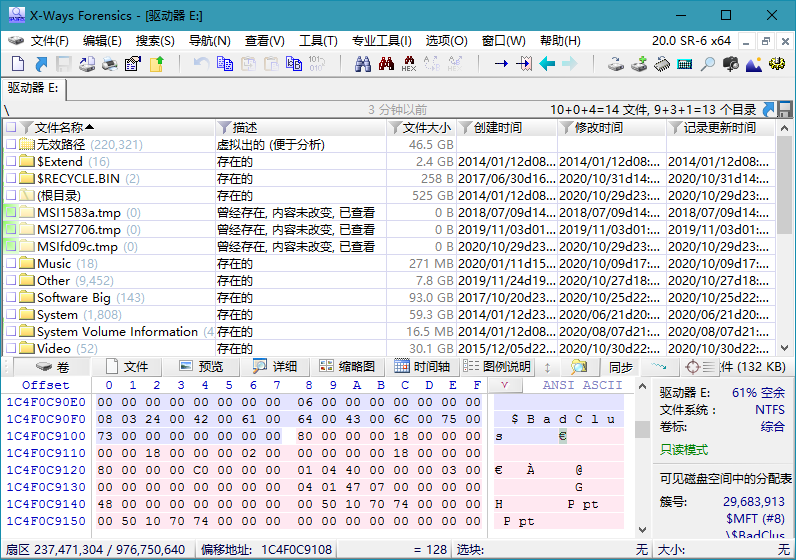 X-Ways Forensics - [驱动器 E:]
文件(F) 编辑(E) 搜索(S) 导航(N) 查看(V) 工具(T) 专业工具(I) 选项(O) 窗口(W) 帮助(H) 20.0 SR-6 x64
驱动器 E:
\ 3 分钟以前 10+0+4=14 文件, 9+3+1=13 个目录
文件名称 描述 文件大小 创建时间 修改时间 记录更新时间
无效路径 (220,321) 虚拟出的 (便于分析) 46.5 GB
$Extend (16) 存在的 2.4 GB 2014/01/12d08... 2014/01/12d08:... 2014/01/12d08:...
$RECYCLE.BIN (2) 存在的 258 B 2017/06/30d16... 2020/10/31d14:... 2020/10/31d14:...
(根目录) 存在的 525 GB 2014/01/12d08... 2020/10/29d23:... 2020/10/29d23:...
MSI1583a.tmp (0) 曾经存在, 内容未改变, 已查看 0 B 2018/07/09d14... 2018/07/09d14:... 2018/07/09d14:...
MSI27706.tmp (0) 曾经存在, 内容未改变, 已查看 0 B 2019/11/03d01... 2019/11/03d01:... 2019/11/03d01:...
MSIfd09c.tmp (0) 曾经存在, 内容未改变, 已查看 0 B 2020/10/29d23... 2020/10/29d23:... 2020/10/29d23:...
Music (18) 存在的 271 MB 2020/01/11d15... 2020/10/09d17:... 2020/10/09d17:...
Other (9,452) 存在的 7.8 GB 2019/11/24d19... 2020/10/09d17:... 2020/10/09d17:...
Software Big (143) 存在的 93.0 GB 2017/10/20d23... 2020/10/25d22:... 2020/10/25d22:...
System (1,808) 存在的 59.3 GB 2014/01/12d23... 2020/06/21d20:... 2020/06/21d20:...
System Volume Information (4 存在的 16.5 MB 2014/01/12d08... 2020/08/07d21:... 2020/08/07d21:...
Video (52) 存在的 30.1 GB 2015/12/05d22... 2020/10/09d17:... 2020/10/09d17:...
卷 文件 预览 详细 缩略图 时间轴 图例说明 同步 文件 (132 KB)
Offset 0 1 2 3 4 5 6 7 8 9 A B C D E F ANSI ASCII
1C4F0C90E0 00 00 00 00 00 00 00 00 06 00 00 00 00 00 00 00
1C4F0C90F0 08 03 24 00 42 00 61 00 64 00 43 00 6C 00 75 00 $ B a d C l u
1C4F0C9100 73 00 00 00 00 00 00 00 80 00 00 00 18 00 00 00 s €
1C4F0C9110 00 00 18 00 00 00 02 00 00 00 00 00 18 00 00 00
1C4F0C9120 80 00 00 00 C0 00 00 00 01 04 40 00 00 00 03 00 € À @
1C4F0C9130 00 00 00 00 00 00 00 00 04 01 47 07 00 00 00 00 G
1C4F0C9140 48 00 00 00 00 00 00 00 00 50 10 70 74 00 00 00 H P pt
1C4F0C9150 00 50 10 70 74 00 00 00 00 00 00 00 00 00 00 00 P pt
驱动器 E: 61% 空余
文件系统 : NTFS
卷标: 综合
只读模式
可见磁盘空间中的分配表
簇号: 29,683,913
$MFT (#8)
\$BadClus
扇区 237,471,304 / 976,750,640 偏移地址: 1C4F0C9108 = 128 选块: 无 大小: 无